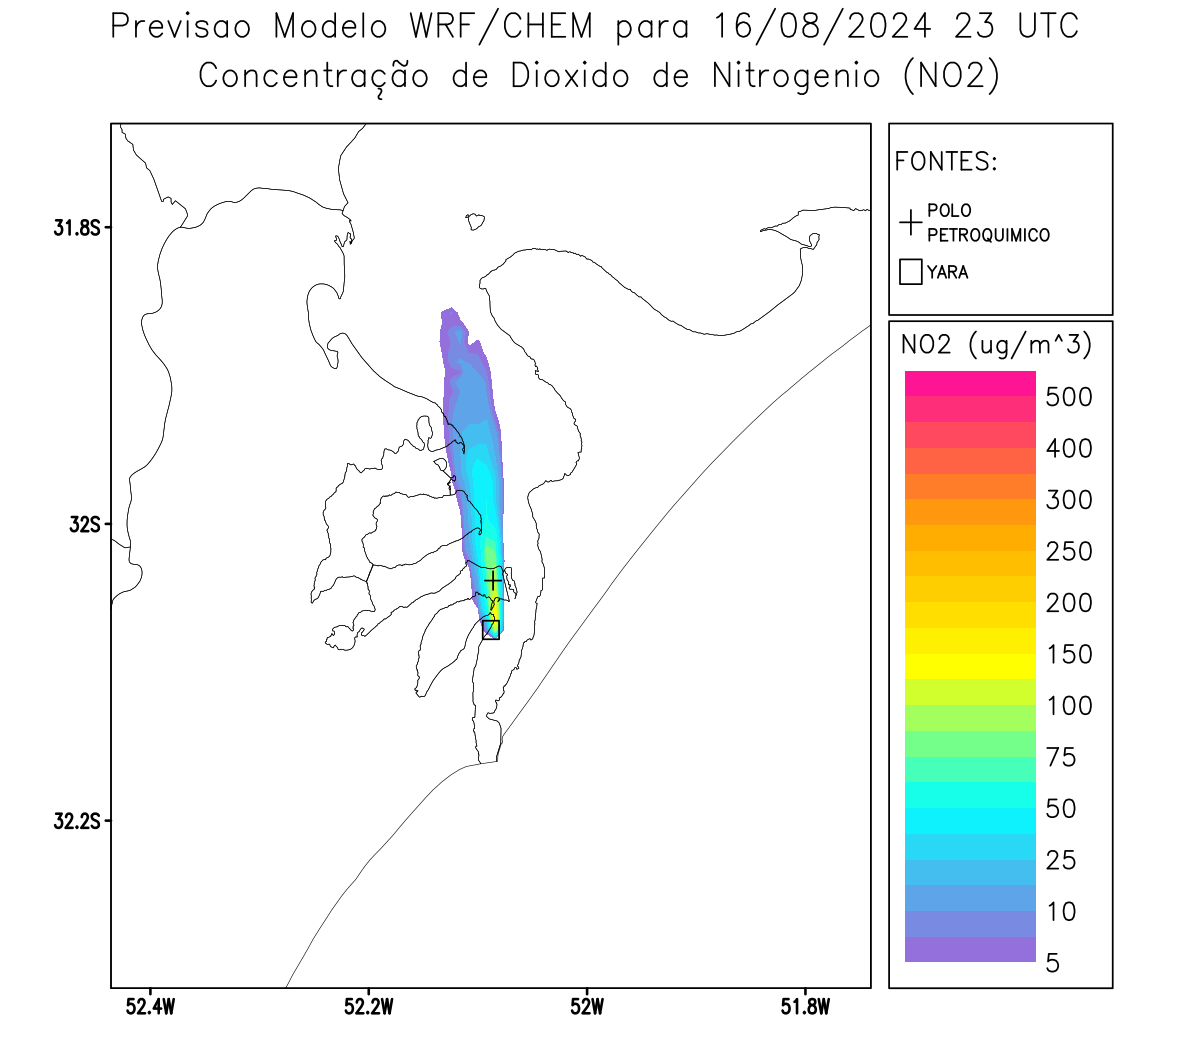 Previsao Modelo WRF/CHEM para 16/08/2024 23 UTC
Concentração de Dioxido de Nitrogenio (NO2)
FONTES:
POLO
PETROQUIMICO
YARA
31.8S
32S
32.2S
52.4W
52.2W
52W
51.8W
NO2 (ug/m^3)
500
400
300
250
200
150
100
75
50
25
10
5